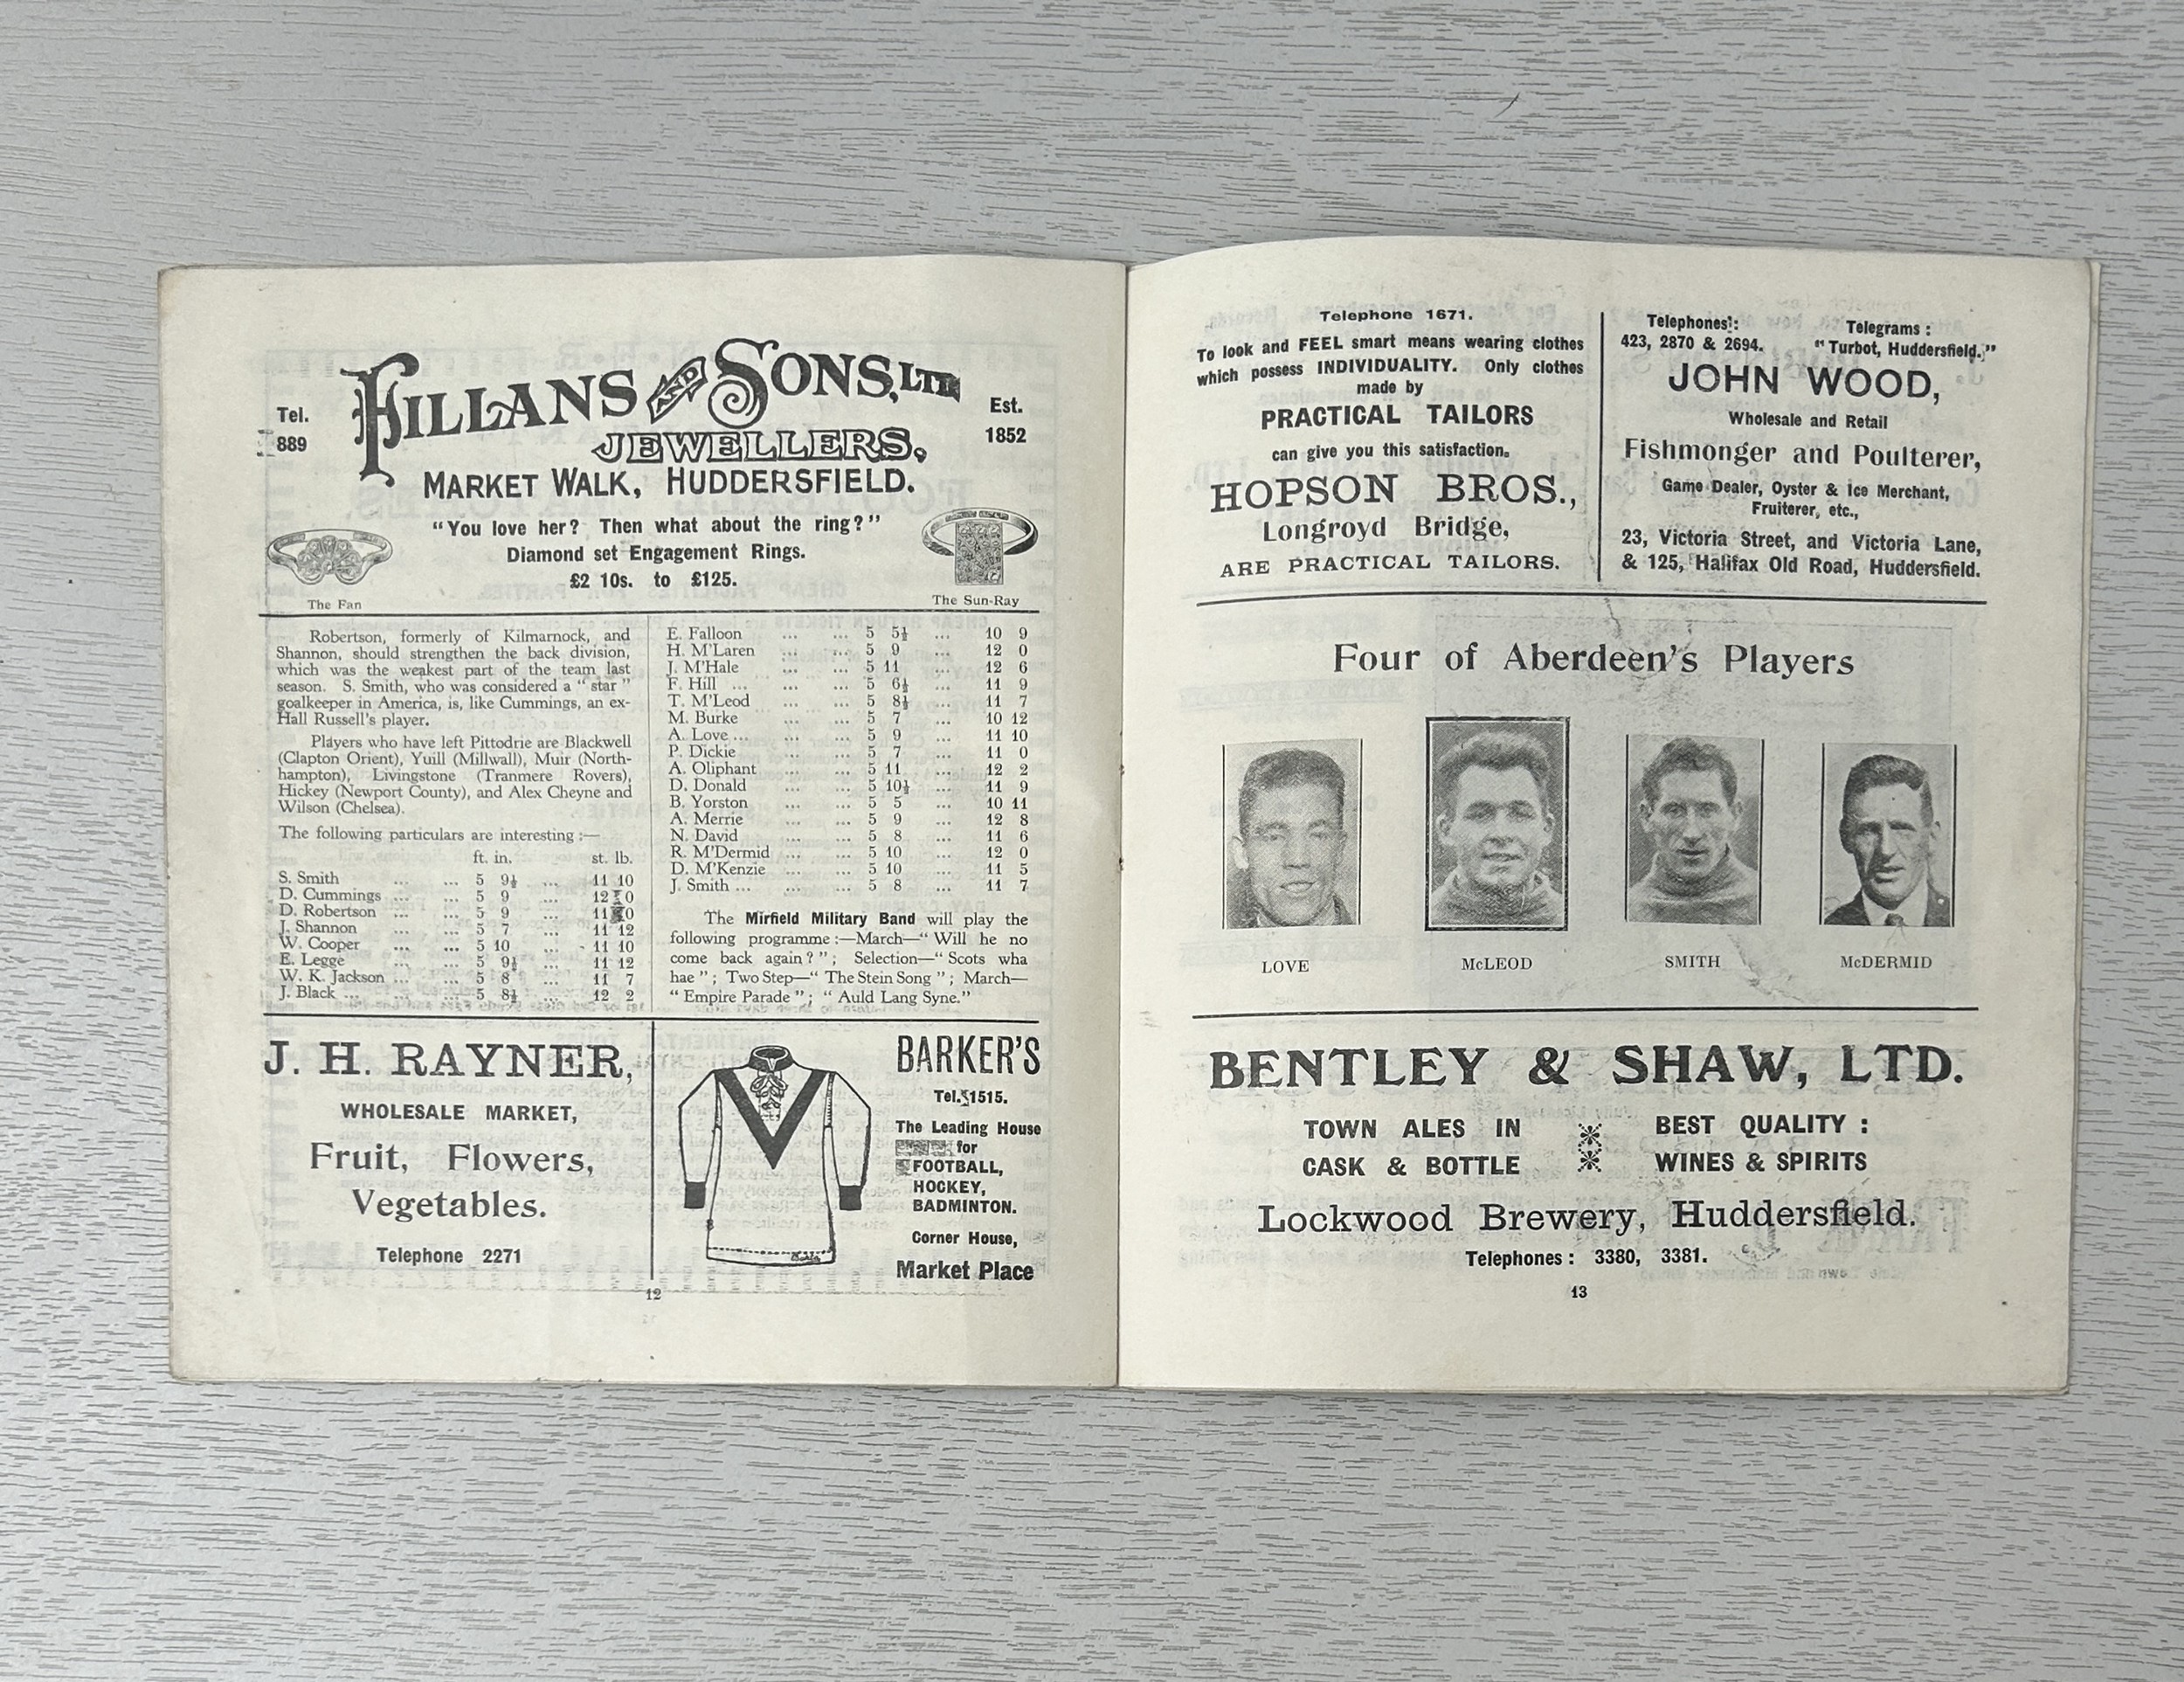 Tel.
889
FILLANS AND SONS, LTD
JEWELLERS,
Est.
1852
MARKET WALK, HUDDERSFIELD.
"You love her? Then what about the ring?"
Diamond set Engagement Rings.
£2 10s. to £125.
The Fan
The Sun-Ray
Robertson, formerly of Kilmarnock, and
Shannon, should strengthen the back division,
which was the weakest part of the team last
season. S. Smith, who was considered a "star"
goalkeeper in America, is, like Cummings, an ex-
Hall Russell's player.
Players who have left Pittodrie are Blackwell
(Clapton Orient), Yuill (Millwall), Muir (North-
hampton), Livingstone (Tranmere Rovers),
Hickey (Newport County), and Alex Cheyne and
Wilson (Chelsea).
The following particulars are interesting :—
ft. in. st. lb.
S. Smith ... ... 5 9½ ... 11 10
D. Cummings ... ... 5 9 ... 12 0
D. Robertson ... ... 5 9 ... 11 0
J. Shannon ... ... 5 7 ... 11 12
W. Cooper ... ... 5 10 ... 11 10
E. Legge ... ... 5 9½ ... 11 12
W. K. Jackson ... ... 5 8 ... 11 7
J. Black ... ... 5 8½ ... 12 2
E. Falloon ... ... 5 5½ ... 10 9
H. M'Laren ... ... 5 9 ... 12 0
J. M'Hale ... ... 5 11 ... 12 6
F. Hill ... ... ... 5 6½ ... 11 9
T. M'Leod ... ... 5 8½ ... 11 7
M. Burke ... ... 5 7 ... 10 12
A. Love ... ... ... 5 9 ... 11 10
P. Dickie ... ... 5 7 ... 11 0
A. Oliphant ... ... 5 11 ... 12 2
D. Donald ... ... 5 10½ ... 11 9
B. Yorston ... ... 5 5 ... 10 11
A. Merrie ... ... 5 9 ... 12 8
N. David ... ... 5 8 ... 11 6
R. M'Dermid ... ... 5 10 ... 12 0
D. M'Kenzie ... ... 5 10 ... 11 5
J. Smith ... ... ... 5 8 ... 11 7
The Mirfield Military Band will play the
following programme :—March—"Will he no
come back again?"; Selection—"Scots wha
hae"; Two Step—"The Stein Song"; March—
"Empire Parade"; "Auld Lang Syne."
J. H. RAYNER,
WHOLESALE MARKET,
Fruit, Flowers,
Vegetables.
Telephone 2271
BARKER'S
Tel. 1515.
The Leading House
for
FOOTBALL,
HOCKEY,
BADMINTON.
Corner House,
Market Place
12
Telephone 1671.
To look and FEEL smart means wearing clothes
which possess INDIVIDUALITY. Only clothes
made by
PRACTICAL TAILORS
can give you this satisfaction.
HOPSON BROS.,
Longroyd Bridge,
ARE PRACTICAL TAILORS.
Telephones: Telegrams :
423, 2870 & 2694. "Turbot, Huddersfield."
JOHN WOOD,
Wholesale and Retail
Fishmonger and Poulterer,
Game Dealer, Oyster & Ice Merchant,
Fruiterer, etc.,
23, Victoria Street, and Victoria Lane,
& 125, Halifax Old Road, Huddersfield.
Four of Aberdeen's Players
LOVE
McLEOD
SMITH
McDERMID
BENTLEY & SHAW, LTD.
TOWN ALES IN
CASK & BOTTLE
BEST QUALITY :
WINES & SPIRITS
Lockwood Brewery, Huddersfield.
Telephones : 3380, 3381.
13